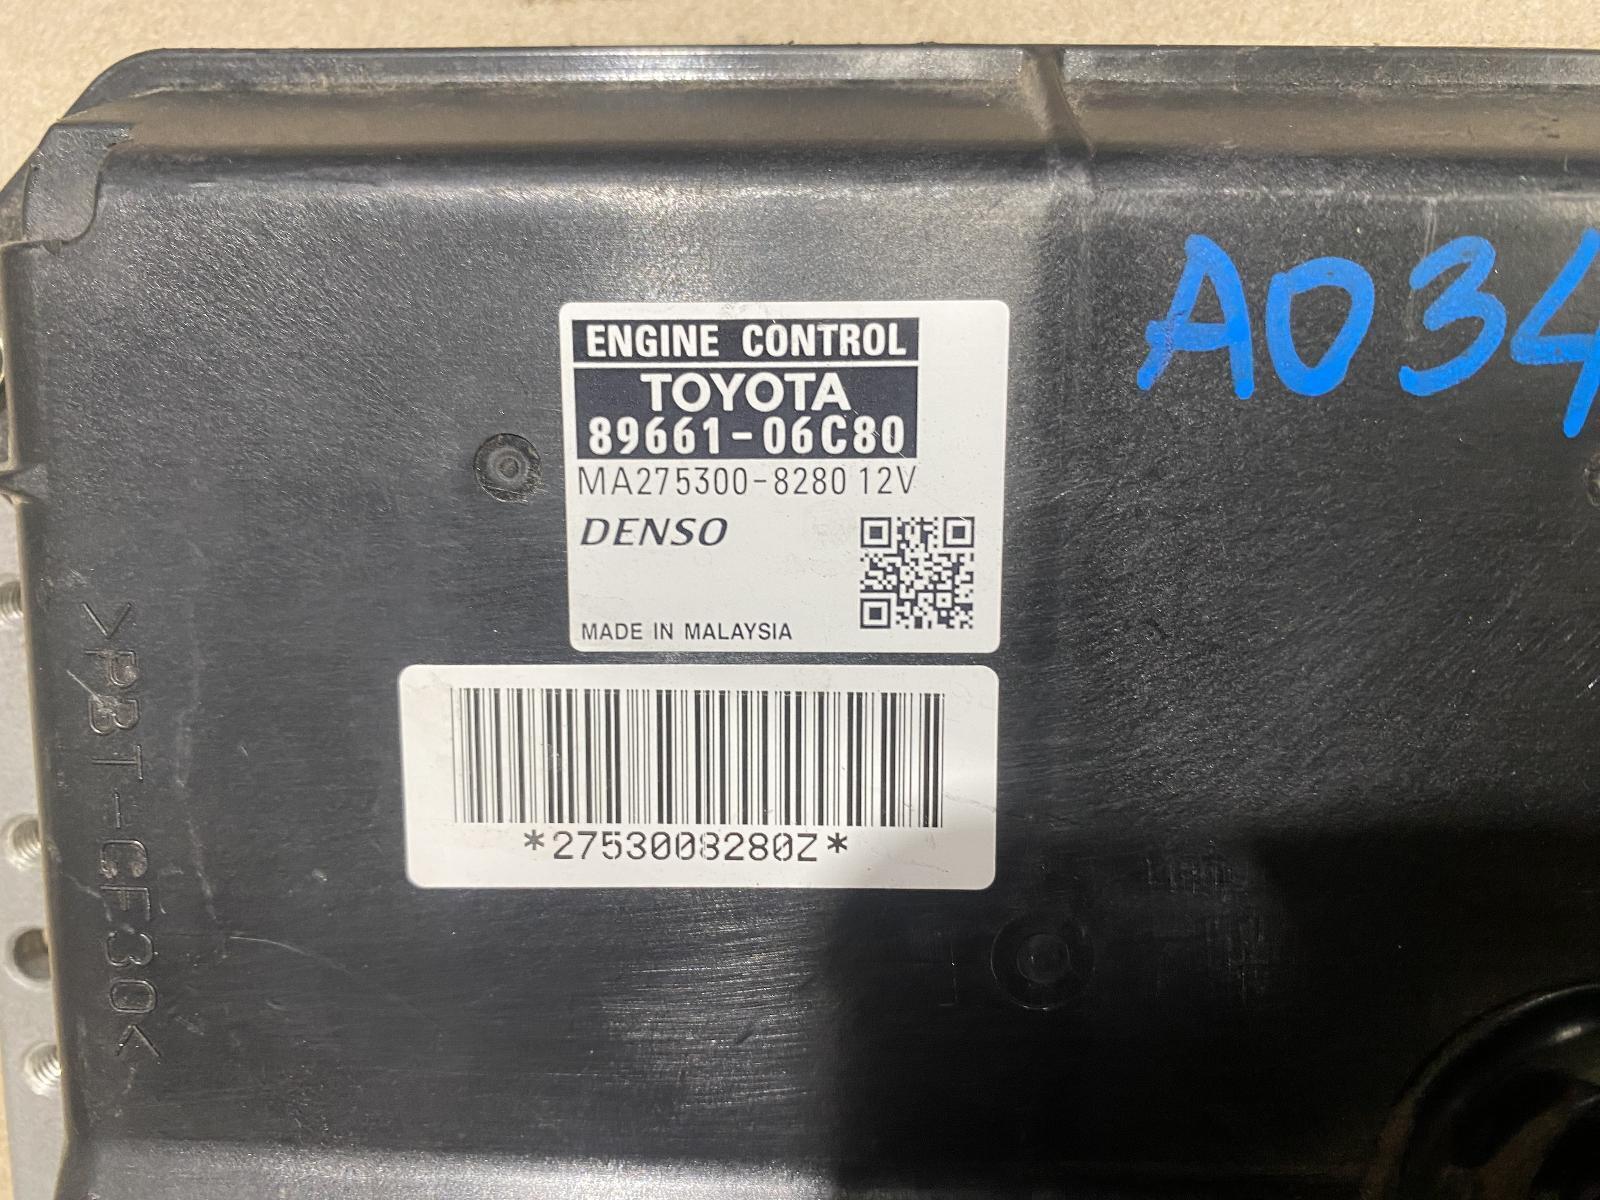 A034
ENGINE CONTROL
TOYOTA
89661-06C80
MA275300-8280 12V
DENSO
MADE IN MALAYSIA
*2753008280Z*
>PBT-GF30<